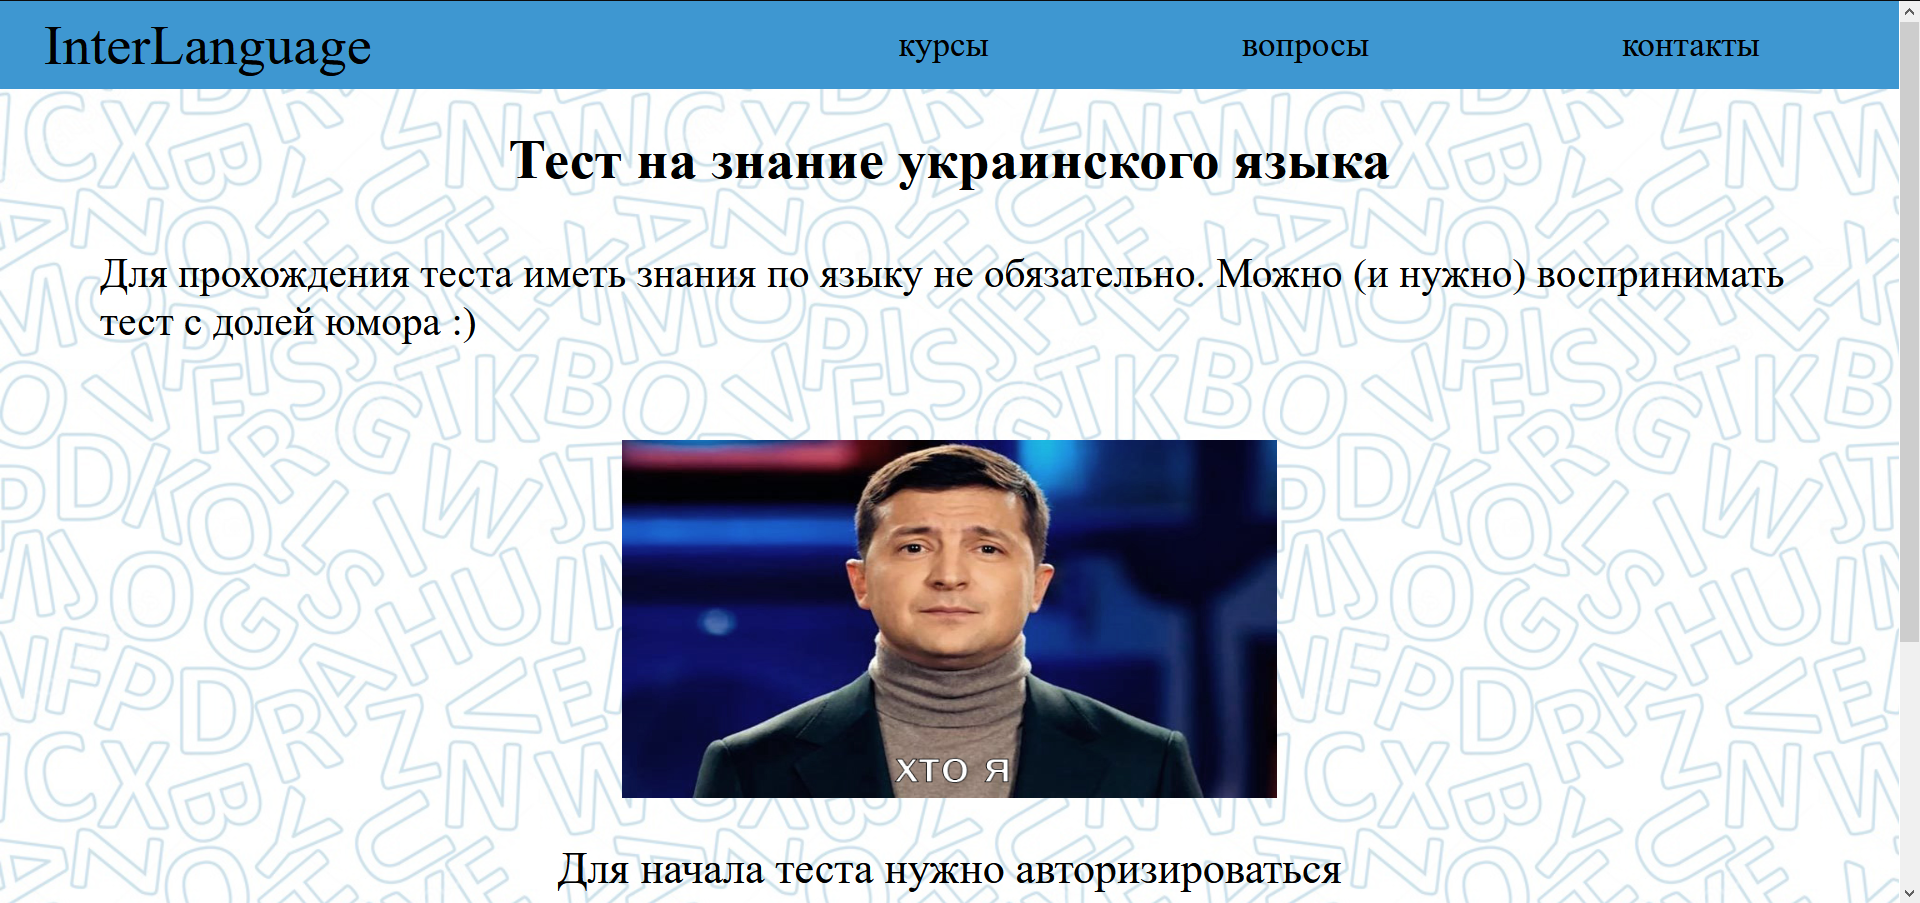 InterLanguage
курсы
вопросы
контакты
Тест на знание украинского языка
Для прохождения теста иметь знания по языку не обязательно. Можно (и нужно) воспринимать
тест с долей юмора :)
ХТО Я
Для начала теста нужно авторизироваться